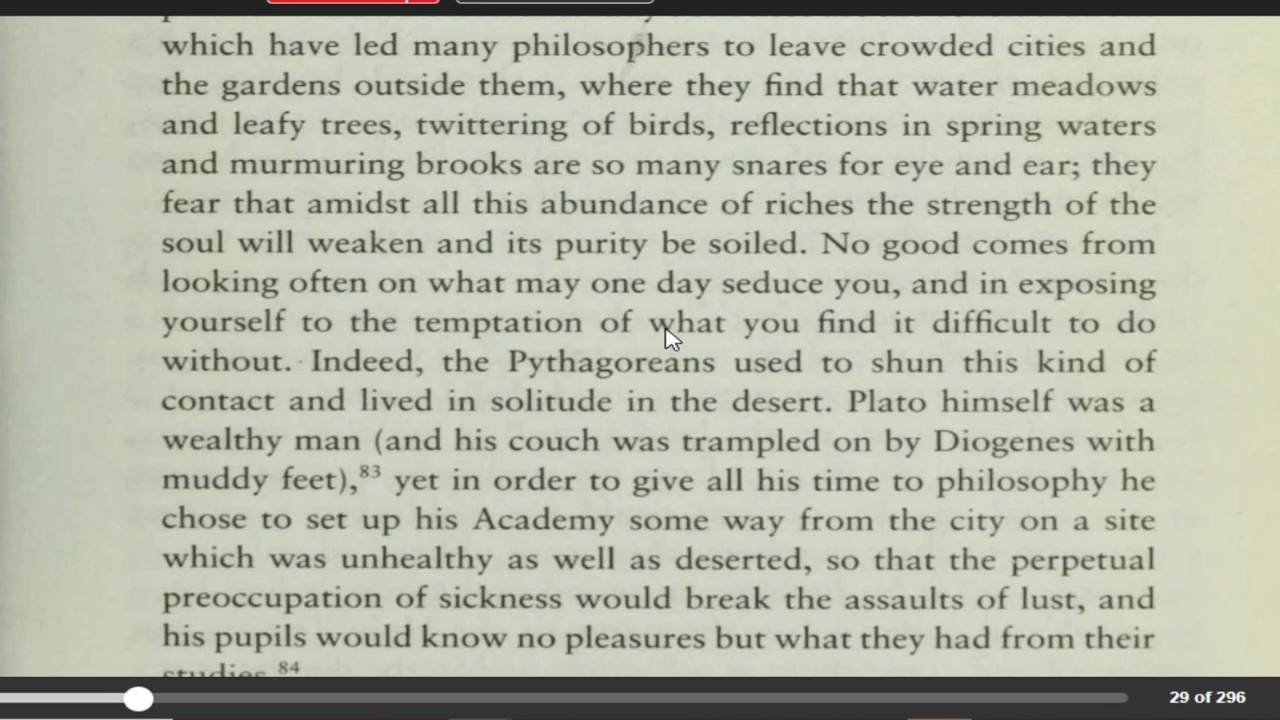 which have led many philosophers to leave crowded cities and
the gardens outside them, where they find that water meadows
and leafy trees, twittering of birds, reflections in spring waters
and murmuring brooks are so many snares for eye and ear; they
fear that amidst all this abundance of riches the strength of the
soul will weaken and its purity be soiled. No good comes from
looking often on what may one day seduce you, and in exposing
yourself to the temptation of what you find it difficult to do
without. Indeed, the Pythagoreans used to shun this kind of
contact and lived in solitude in the desert. Plato himself was a
wealthy man (and his couch was trampled on by Diogenes with
muddy feet),⁸³ yet in order to give all his time to philosophy he
chose to set up his Academy some way from the city on a site
which was unhealthy as well as deserted, so that the perpetual
preoccupation of sickness would break the assaults of lust, and
his pupils would know no pleasures but what they had from their
studies.⁸⁴
29 of 296